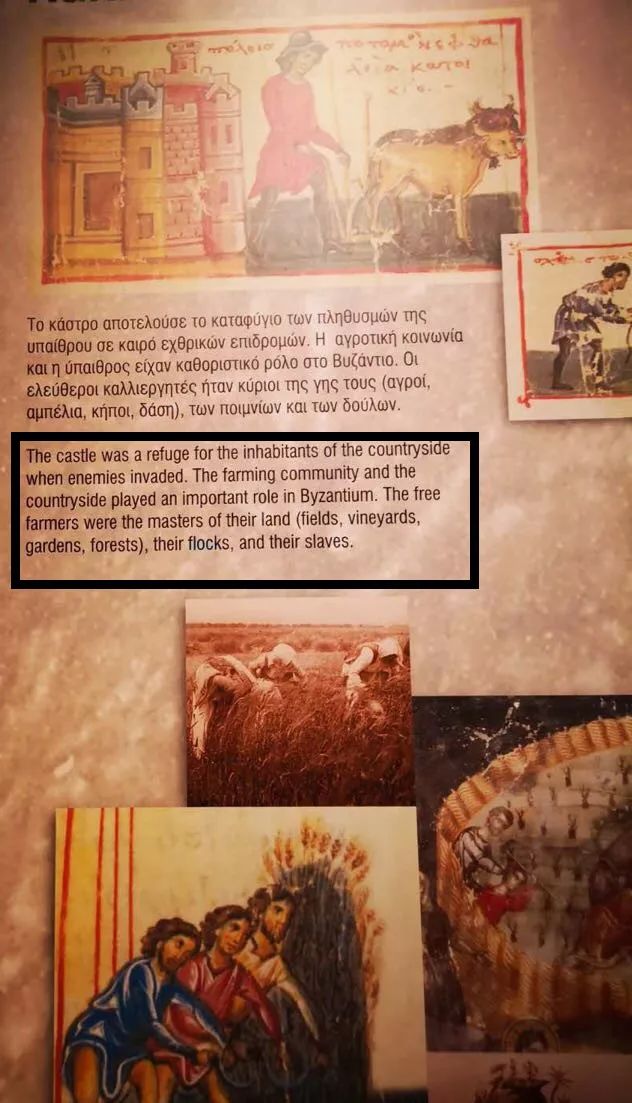 πόλεισ
Το κάστρο αποτελούσε το καταφύγιο των πληθυσμών της
υπαίθρου σε καιρό εχθρικών επιδρομών. Η αγροτική κοινωνία
και η ύπαιθρος είχαν καθοριστικό ρόλο στο Βυζάντιο. Οι
ελεύθεροι καλλιεργητές ήταν κύριοι της γης τους (αγροί,
αμπέλια, κήποι, δάση), των ποιμνίων και των δούλων.
The castle was a refuge for the inhabitants of the countryside
when enemies invaded. The farming community and the
countryside played an important role in Byzantium. The free
farmers were the masters of their land (fields, vineyards,
gardens, forests), their flocks, and their slaves.